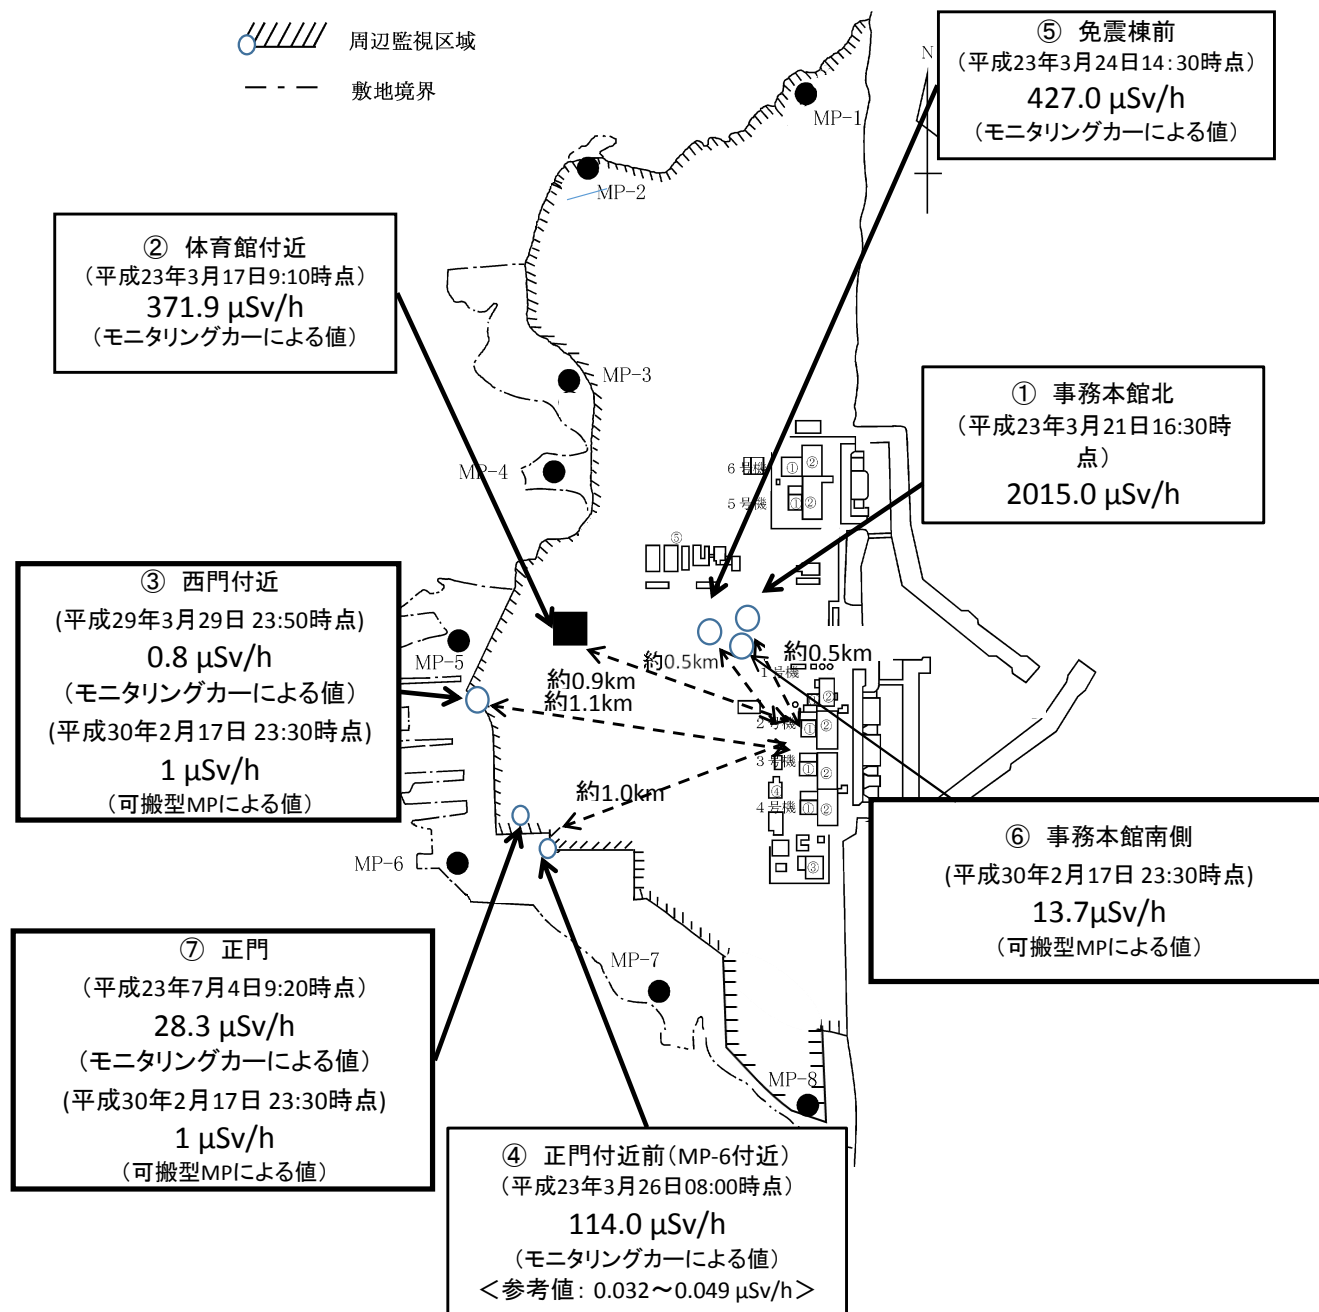 周辺監視区域
敷地境界
⑤ 免震棟前
(平成23年3月24日14:30時点)
427.0 µSv/h
(モニタリングカーによる値)
N
MP-1
MP-2
② 体育館付近
(平成23年3月17日9:10時点)
371.9 µSv/h
(モニタリングカーによる値)
MP-3
① 事務本館北
(平成23年3月21日16:30時
点)
2015.0 µSv/h
MP-4
6号機
①
②
5号機
①
②
⑤
③ 西門付近
(平成29年3月29日 23:50時点)
0.8 µSv/h
(モニタリングカーによる値)
(平成30年2月17日 23:30時点)
1 µSv/h
(可搬型MPによる値)
MP-5
約0.9km
約1.1km
約0.5km
約0.5km
1号機
②
2号機
①
②
3号機
①
②
④
4号機
①
②
③
約1.0km
MP-6
⑥ 事務本館南側
(平成30年2月17日 23:30時点)
13.7µSv/h
(可搬型MPによる値)
⑦ 正門
(平成23年7月4日9:20時点)
28.3 µSv/h
(モニタリングカーによる値)
(平成30年2月17日 23:30時点)
1 µSv/h
(可搬型MPによる値)
MP-7
MP-8
④ 正門付近前(MP-6付近)
(平成23年3月26日08:00時点)
114.0 µSv/h
(モニタリングカーによる値)
<参考値: 0.032~0.049 µSv/h>